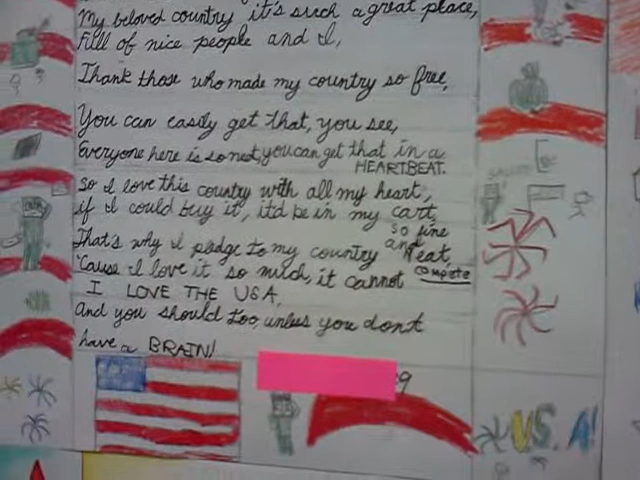 My beloved country it's such a great place,
Fill of nice people and I,
Thank those who made my country so free,
You can easily get that, you see,
Everyone here is so neat you can get that in a
HEARTBEAT.
So I love this country with all my heart,
if I could buy it, it'd be in my cart,
so fine
That's why I pledge to my country and neat,
'Cause I love it so much, it cannot compete
I LOVE THE USA,
And you should too, unless you dont
have a BRAIN!
9
U.S.A!